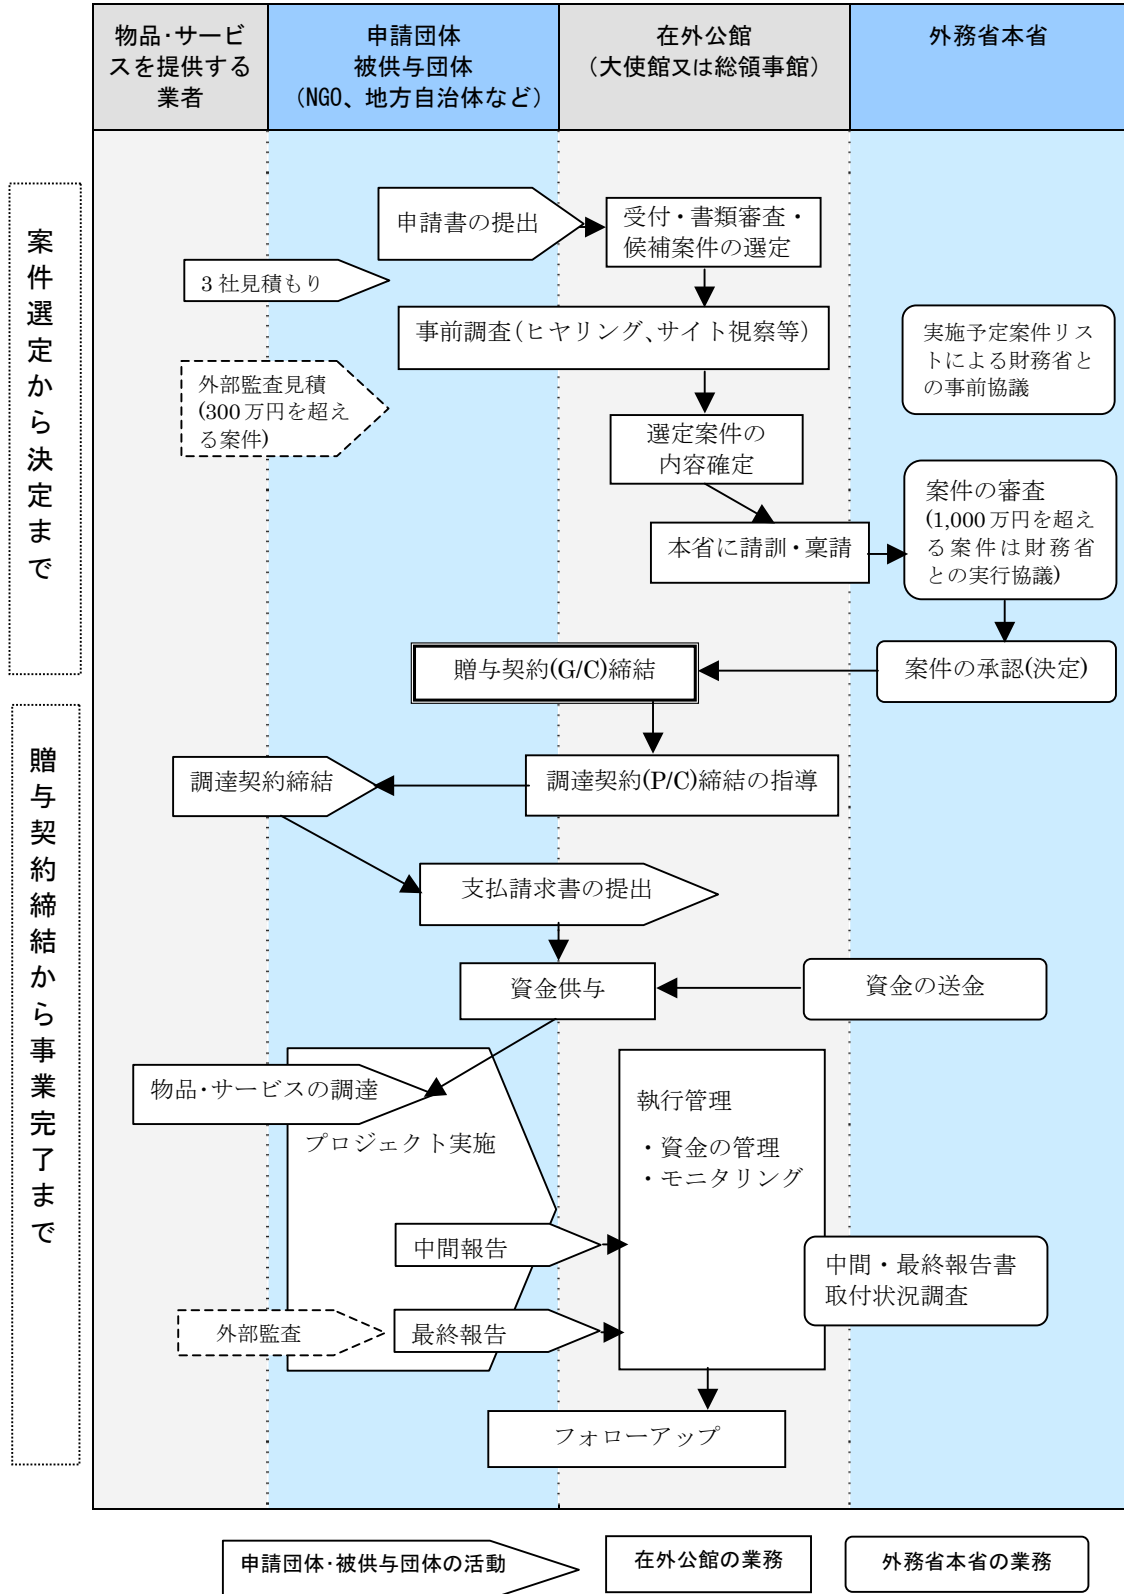 物品･サービ
スを提供する
業者
申請団体
被供与団体
（NGO、地方自治体など）
在外公館
（大使館又は総領事館）
外務省本省
案件選定から決定まで
申請書の提出
受付・書類審査・
候補案件の選定
3 社見積もり
事前調査（ヒヤリング、サイト視察等）
実施予定案件リス
トによる財務省と
の事前協議
外部監査見積
(300 万円を超え
る案件)
選定案件の
内容確定
案件の審査
(1,000 万円を超え
る案件は財務省
との実行協議)
本省に請訓・稟請
贈与契約(G/C)締結
案件の承認(決定)
贈与契約締結から事業完了まで
調達契約締結
調達契約(P/C)締結の指導
支払請求書の提出
資金供与
資金の送金
物品･サービスの調達
プロジェクト実施
執行管理
・資金の管理
・モニタリング
中間報告
中間・最終報告書
取付状況調査
外部監査
最終報告
フォローアップ
申請団体･被供与団体の活動
在外公館の業務
外務省本省の業務